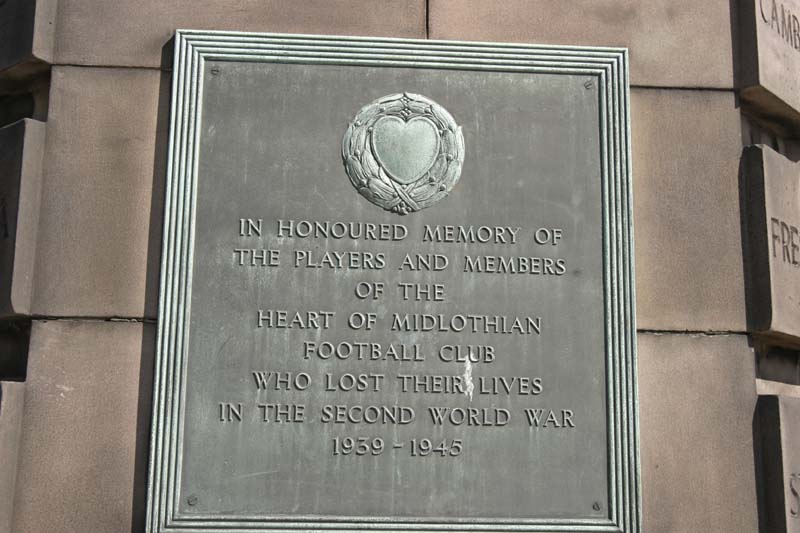 IN HONOURED MEMORY OF
THE PLAYERS AND MEMBERS
OF THE
HEART OF MIDLOTHIAN
FOOTBALL CLUB
WHO LOST THEIR LIVES
IN THE SECOND WORLD WAR
1939 - 1945